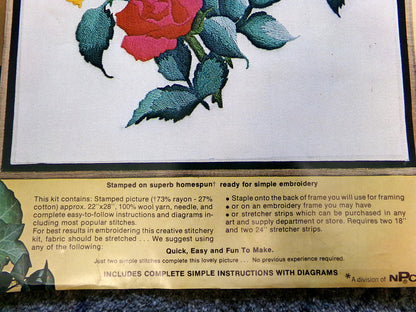 Stamped on superb homespun† ready for simple embroidery
This kit contains: Stamped picture (†73% rayon - 27%
cotton) approx. 22"x28", 100% wool yarn, needle, and
complete easy-to-follow instructions and diagrams in-
cluding most popular stitches.
For best results in embroidering this creative stitchery
kit, fabric should be stretched . . . We suggest using
any of the following:
• Staple onto the back of frame you will use for framing
• or on an embroidery frame you may have
• or stretcher strips which can be purchased in any
art and supply department or store. Requires two 18"
and two 24" stretcher strips.
Quick, Easy and Fun To Make.
Just two simple stitches complete this lovely picture . . . No previous experience required.
INCLUDES COMPLETE SIMPLE INSTRUCTIONS WITH DIAGRAMS
*A division of NPC